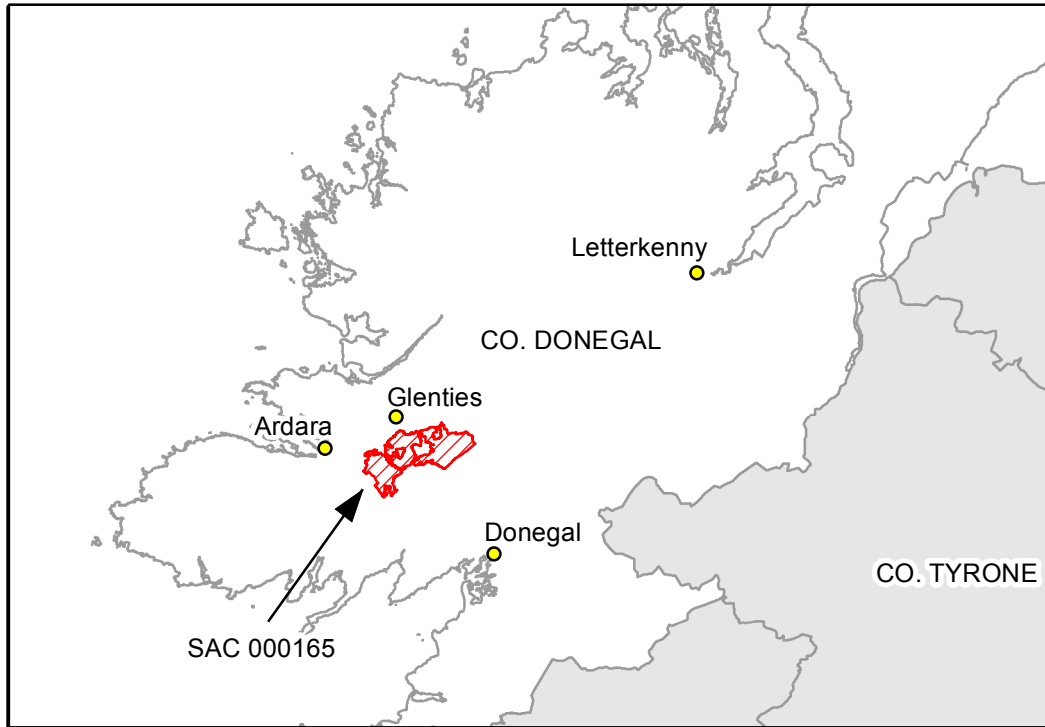 Letterkenny
CO. DONEGAL
Glenties
Ardara
Donegal
CO. TYRONE
SAC 000165